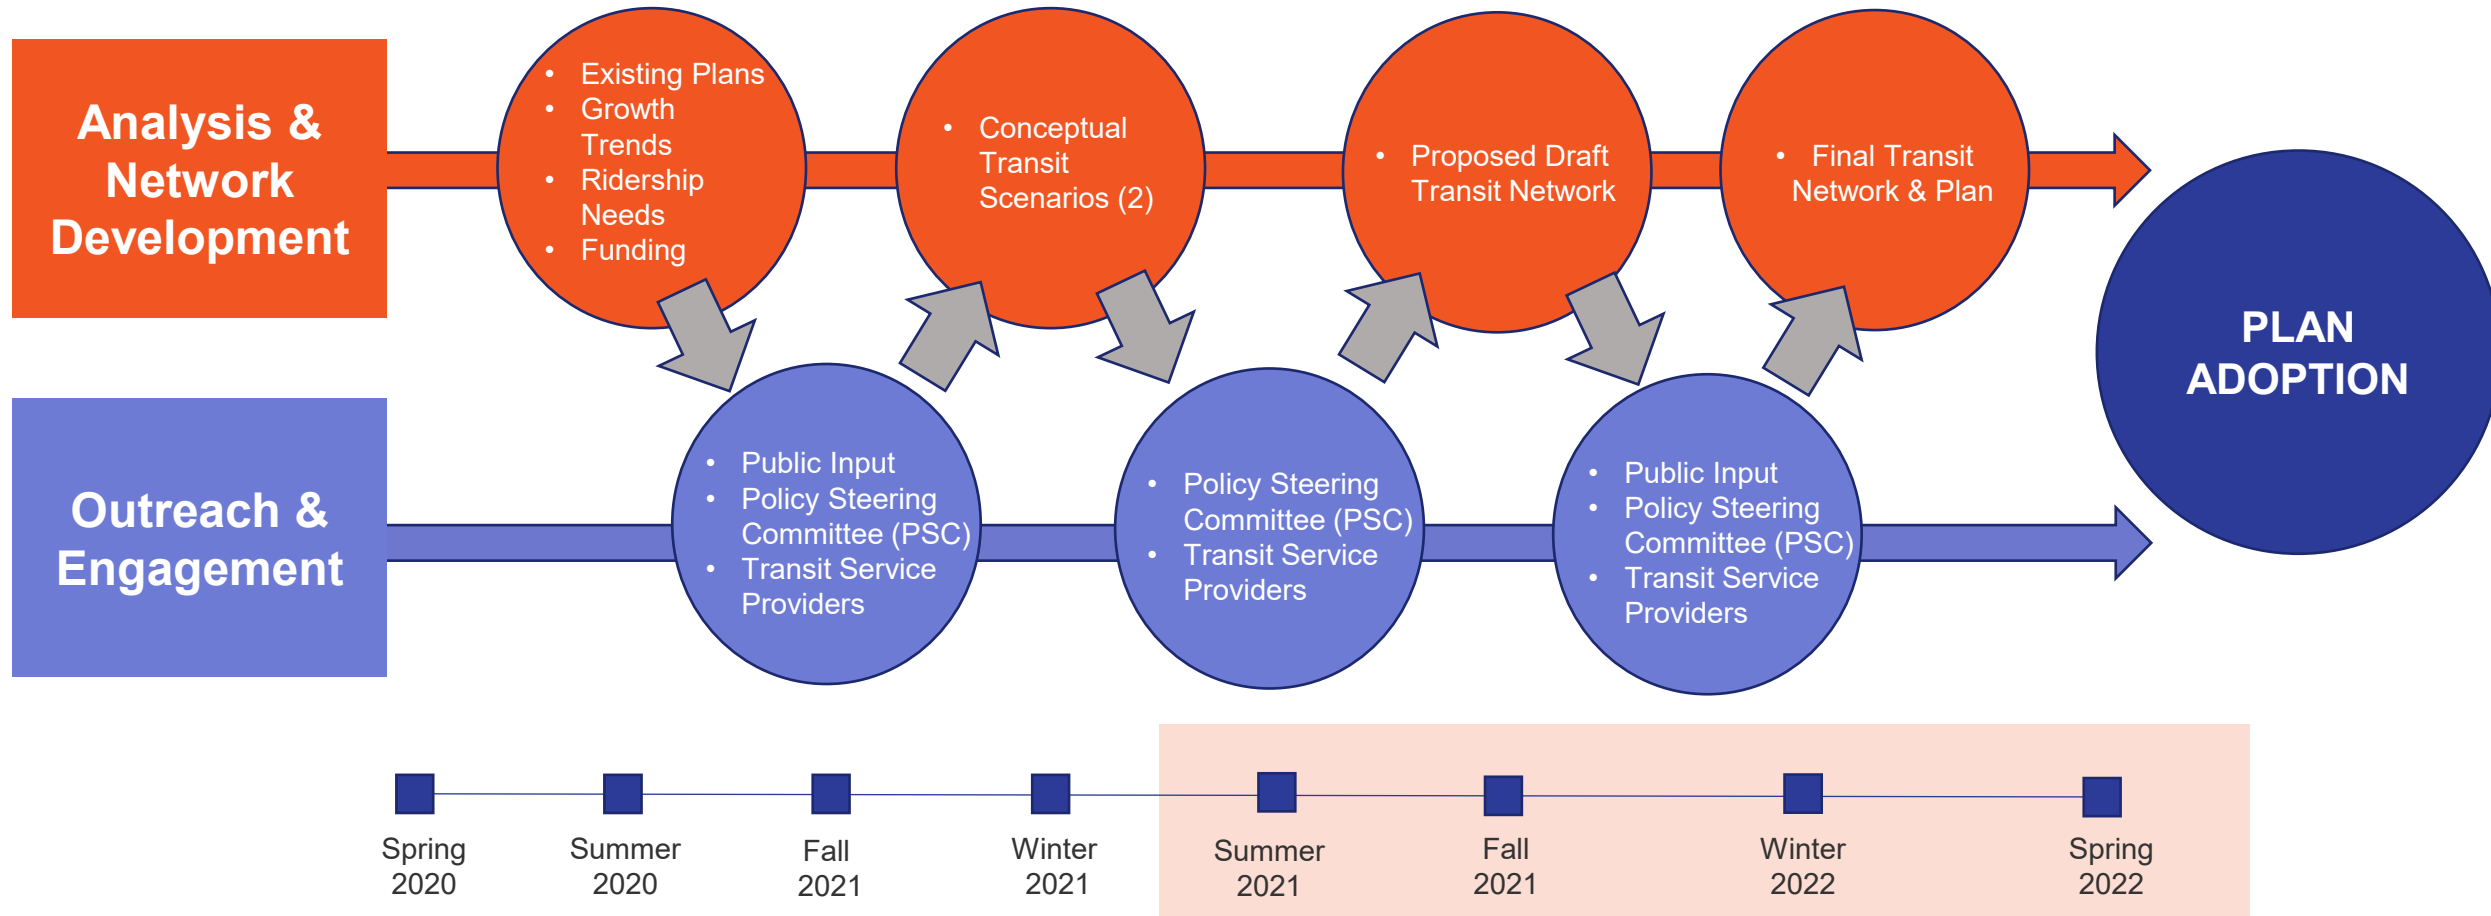 Analysis &
Network
Development
• Existing Plans
• Growth
Trends
• Ridership
Needs
• Funding
• Conceptual
Transit
Scenarios (2)
• Proposed Draft
Transit Network
• Final Transit
Network & Plan
PLAN
ADOPTION
Outreach &
Engagement
• Public Input
• Policy Steering
Committee (PSC)
• Transit Service
Providers
• Policy Steering
Committee (PSC)
• Transit Service
Providers
• Public Input
• Policy Steering
Committee (PSC)
• Transit Service
Providers
Spring
2020
Summer
2020
Fall
2021
Winter
2021
Summer
2021
Fall
2021
Winter
2022
Spring
2022